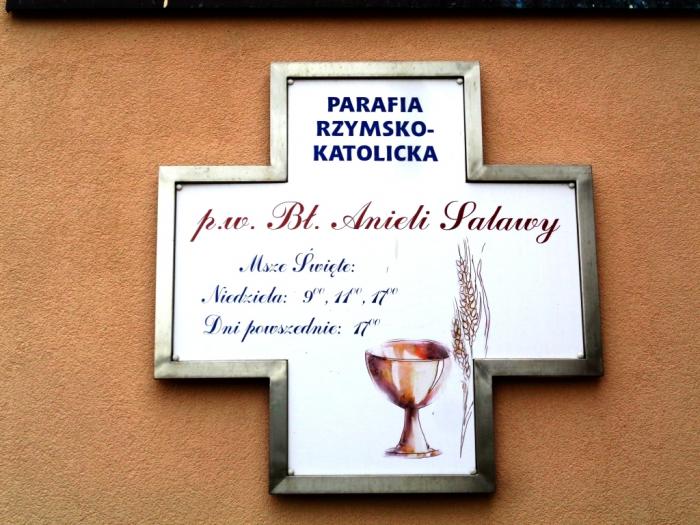 PARAFIA
RZYMSKO-
KATOLICKA
p.w. Bł. Anieli Salawy
Msze Święte:
Niedziela: 9⁰⁰, 11⁰⁰, 17⁰⁰
Dni powszednie: 17⁰⁰